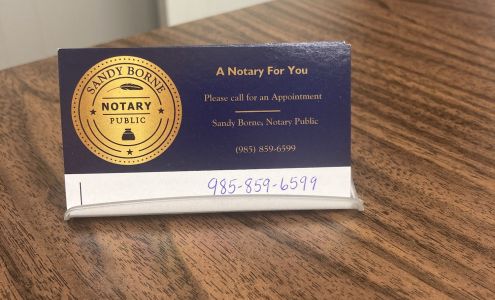 SANDY BORNE
NOTARY
PUBLIC
A Notary For You
Please call for an Appointment
Sandy Borne, Notary Public
(985) 859-6599
985-859-6599